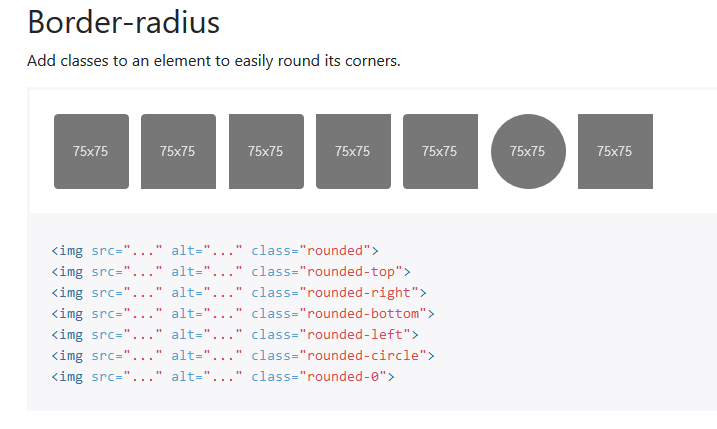 Border-radius
Add classes to an element to easily round its corners.
75x75 75x75 75x75 75x75 75x75 75x75 75x75
<img src="..." alt="..." class="rounded">
<img src="..." alt="..." class="rounded-top">
<img src="..." alt="..." class="rounded-right">
<img src="..." alt="..." class="rounded-bottom">
<img src="..." alt="..." class="rounded-left">
<img src="..." alt="..." class="rounded-circle">
<img src="..." alt="..." class="rounded-0">